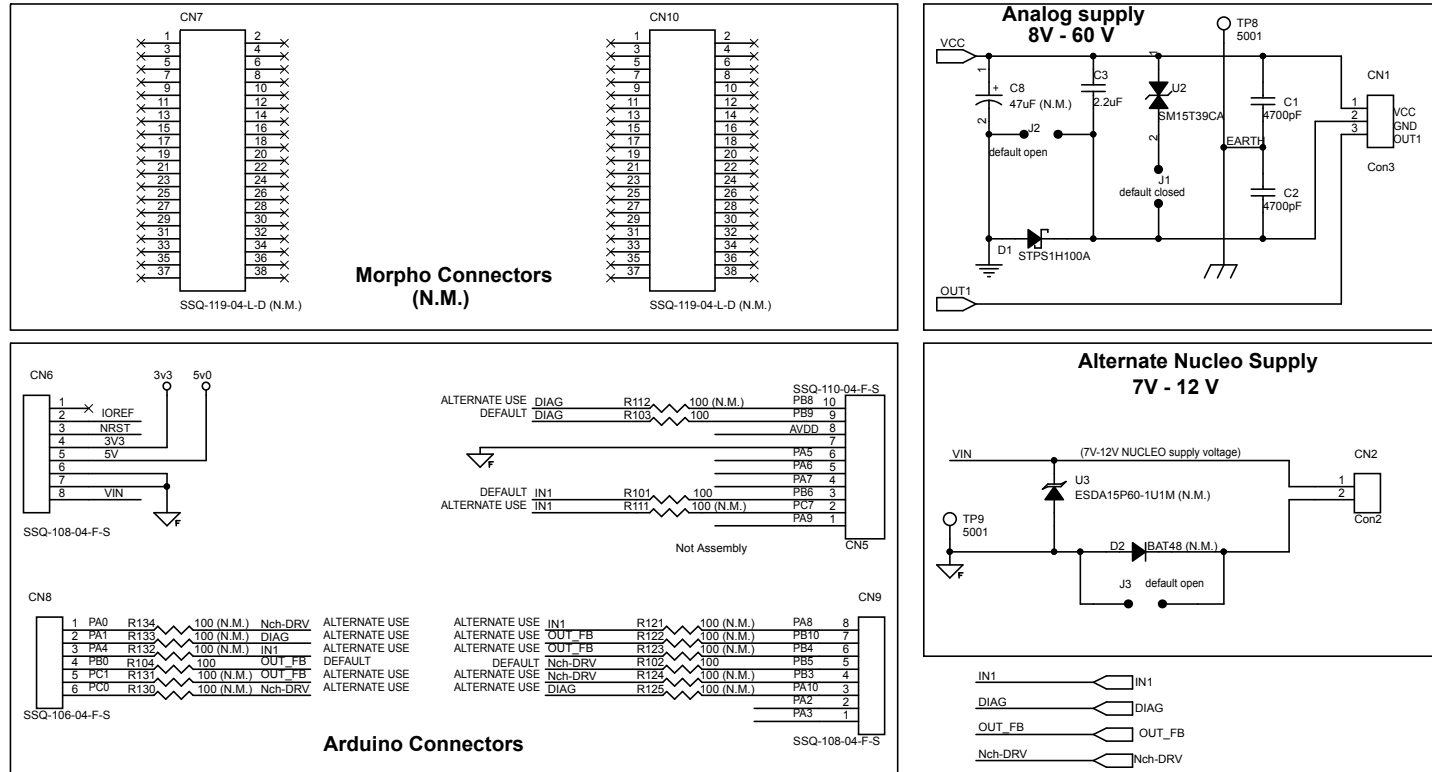 CN7
1 2
3 4
5 6
7 8
9 10
11 12
13 14
15 16
17 18
19 20
21 22
23 24
25 26
27 28
29 30
31 32
33 34
35 36
37 38
SSQ-119-04-L-D (N.M.)
CN10
1 2
3 4
5 6
7 8
9 10
11 12
13 14
15 16
17 18
19 20
21 22
23 24
25 26
27 28
29 30
31 32
33 34
35 36
37 38
SSQ-119-04-L-D (N.M.)
Morpho Connectors
(N.M.)
Analog supply
8V - 60 V
TP8
5001
VCC
1
2
C8
+
47uF (N.M.)
C3
2.2uF
1
2
U2
SM15T39CA
C1
4700pF
CN1
1 VCC
2 GND
3 OUT1
Con3
J2
default open
EARTH
J1
default closed
C2
4700pF
D1
STPS1H100A
OUT1
CN6
3v3
5v0
1
2 IOREF
3 NRST
4 3V3
5 5V
6
7
8 VIN
F
SSQ-108-04-F-S
SSQ-110-04-F-S
ALTERNATE USE DIAG R112 100 (N.M.) PB8 10
DEFAULT DIAG R103 100 PB9 9
AVDD 8
7
F
PA5 6
PA6 5
PA7 4
DEFAULT IN1 R101 100 PB6 3
ALTERNATE USE IN1 R111 100 (N.M.) PC7 2
PA9 1
Not Assembly
CN5
CN8
1 PA0 R134 100 (N.M.) Nch-DRV ALTERNATE USE
2 PA1 R133 100 (N.M.) DIAG ALTERNATE USE
3 PA4 R132 100 (N.M.) IN1 ALTERNATE USE
4 PB0 R104 100 OUT_FB DEFAULT
5 PC1 R131 100 (N.M.) OUT_FB ALTERNATE USE
6 PC0 R130 100 (N.M.) Nch-DRV ALTERNATE USE
SSQ-106-04-F-S
CN9
ALTERNATE USE IN1 R121 100 (N.M.) PA8 8
ALTERNATE USE OUT_FB R122 100 (N.M.) PB10 7
ALTERNATE USE OUT_FB R123 100 (N.M.) PB4 6
DEFAULT Nch-DRV R102 100 PB5 5
ALTERNATE USE Nch-DRV R124 100 (N.M.) PB3 4
ALTERNATE USE DIAG R125 100 (N.M.) PA10 3
PA2 2
PA3 1
SSQ-108-04-F-S
Arduino Connectors
Alternate Nucleo Supply
7V - 12 V
VIN
(7V-12V NUCLEO supply voltage)
CN2
1
2
Con2
U3
ESDA15P60-1U1M (N.M.)
TP9
5001
F
D2
BAT48 (N.M.)
J3
default open
IN1 IN1
DIAG DIAG
OUT_FB OUT_FB
Nch-DRV Nch-DRV